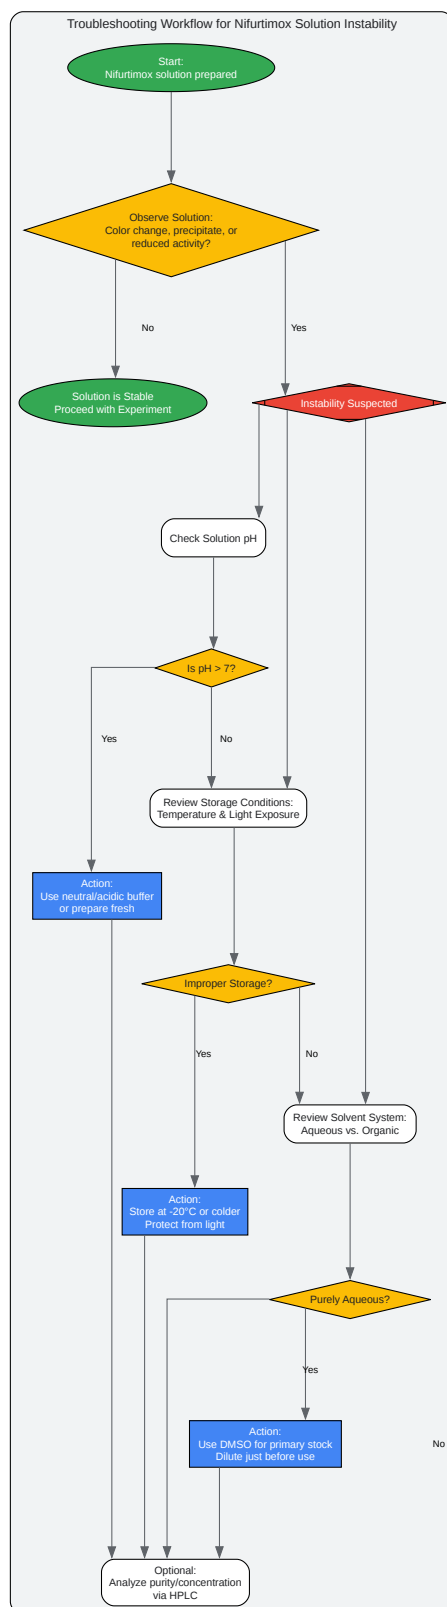 Troubleshooting Workflow for Nifurtimox Solution Instability
Start:
Nifurtimox solution prepared
Observe Solution:
Color change, precipitate, or
reduced activity?
No
Yes
Solution is Stable
Proceed with Experiment
Instability Suspected
Check Solution pH
Is pH > 7?
Yes
No
Review Storage Conditions:
Temperature & Light Exposure
Action:
Use neutral/acidic buffer
or prepare fresh
Improper Storage?
Yes
No
Review Solvent System:
Aqueous vs. Organic
Action:
Store at -20°C or colder
Protect from light
Purely Aqueous?
Yes
Action:
Use DMSO for primary stock
Dilute just before use
No
Optional:
Analyze purity/concentration
via HPLC